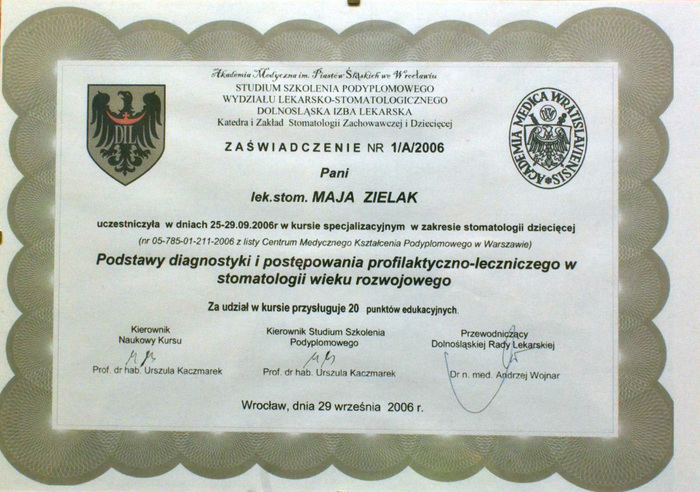 Akademia Medyczna im. Piastów Śląskich we Wrocławiu
STUDIUM SZKOLENIA PODYPLOMOWEGO
WYDZIAŁU LEKARSKO-STOMATOLOGICZNEGO
DOLNOŚLĄSKA IZBA LEKARSKA
Katedra i Zakład Stomatologii Zachowawczej i Dziecięcej
DIL
ACADEMIA MEDICA WRATISLAVIENSIS
ZAŚWIADCZENIE NR 1/A/2006
Pani
lek.stom. MAJA ZIELAK
uczestniczyła w dniach 25-29.09.2006r w kursie specjalizacyjnym w zakresie stomatologii dziecięcej
(nr 05-785-01-211-2006 z listy Centrum Medycznego Kształcenia Podyplomowego w Warszawie)
Podstawy diagnostyki i postępowania profilaktyczno-leczniczego w
stomatologii wieku rozwojowego
Za udział w kursie przysługuje 20 punktów edukacyjnych.
Kierownik
Naukowy Kursu
Prof. dr hab. Urszula Kaczmarek
Kierownik Studium Szkolenia
Podyplomowego
Prof. dr hab. Urszula Kaczmarek
Przewodniczący
Dolnośląskiej Rady Lekarskiej
Dr n. med. Andrzej Wojnar
Wrocław, dnia 29 września 2006 r.